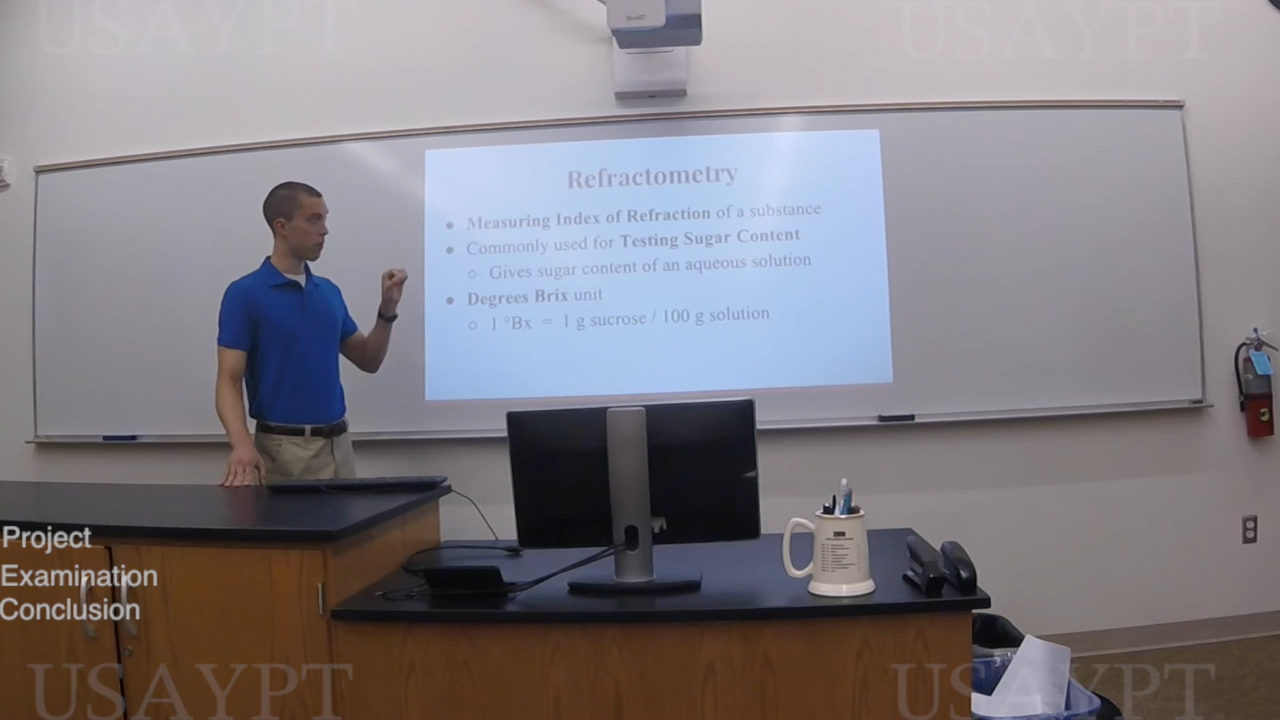 USAYPT
USAYPT
Refractometry
Measuring Index of Refraction of a substance
Commonly used for Testing Sugar Content
Gives sugar content of an aqueous solution
Degrees Brix unit
1 °Bx = 1 g sucrose / 100 g solution
Project
Examination
Conclusion
USAYPT
USAYPT